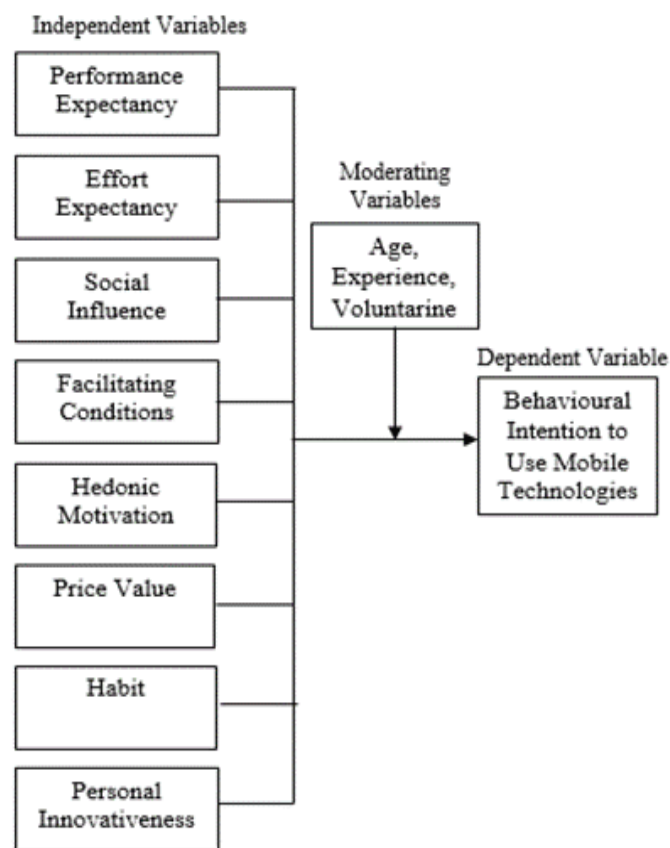 Independent Variables
Performance
Expectancy
Effort
Expectancy
Social
Influence
Facilitating
Conditions
Hedonic
Motivation
Price Value
Habit
Personal
Innovativeness
Moderating
Variables
Age,
Experience,
Voluntarine
Dependent Variable
Behavioural
Intention to
Use Mobile
Technologies